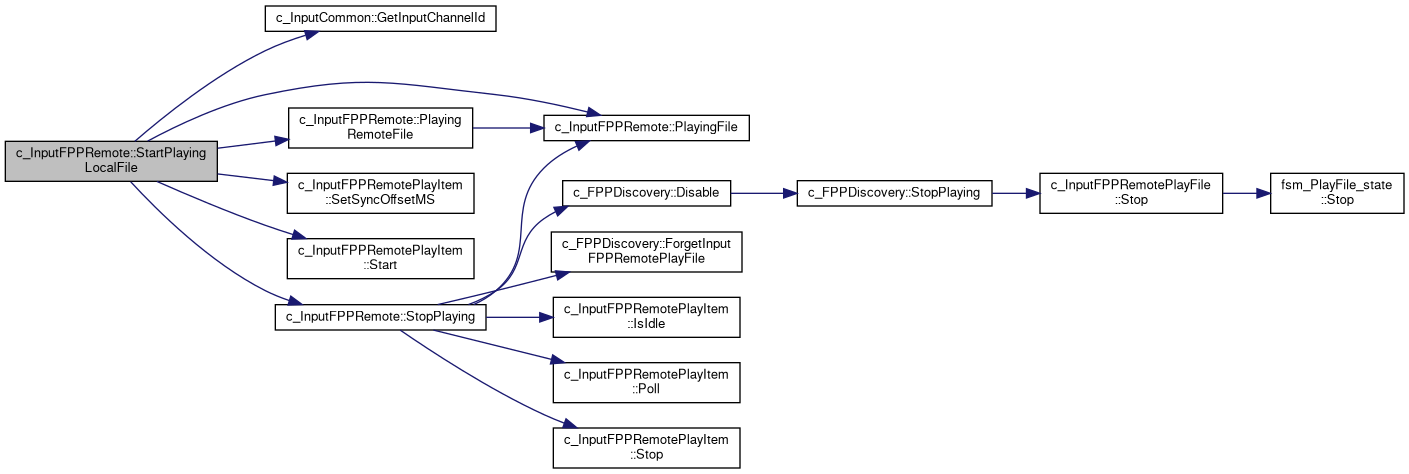 c_InputCommon::GetInputChannelId
c_InputFPPRemote::Playing
RemoteFile
c_InputFPPRemote::PlayingFile
c_InputFPPRemote::StartPlaying
LocalFile
c_InputFPPRemotePlayItem
::SetSyncOffsetMS
c_FPPDiscovery::Disable
c_FPPDiscovery::StopPlaying
c_InputFPPRemotePlayFile
::Stop
fsm_PlayFile_state
::Stop
c_InputFPPRemotePlayItem
::Start
c_FPPDiscovery::ForgetInput
FPPRemotePlayFile
c_InputFPPRemote::StopPlaying
c_InputFPPRemotePlayItem
::IsIdle
c_InputFPPRemotePlayItem
::Poll
c_InputFPPRemotePlayItem
::Stop